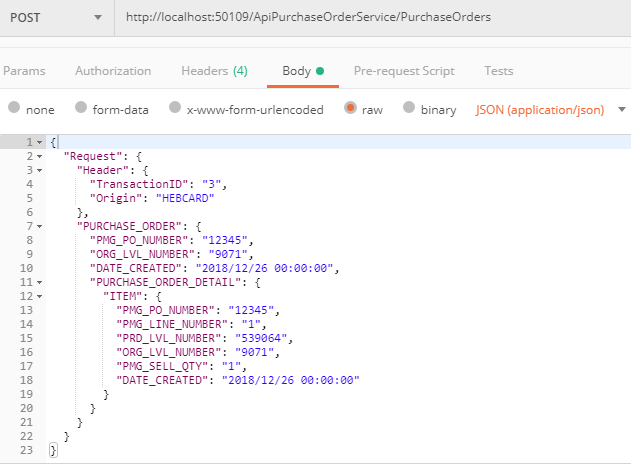 POST http://localhost:50109/ApiPurchaseOrderService/PurchaseOrders
Params Authorization Headers (4) Body Pre-request Script Tests
none form-data x-www-form-urlencoded raw binary JSON (application/json)
1 {
2 "Request": {
3 "Header": {
4 "TransactionID": "3",
5 "Origin": "HEBCARD"
6 },
7 "PURCHASE_ORDER": {
8 "PMG_PO_NUMBER": "12345",
9 "ORG_LVL_NUMBER": "9071",
10 "DATE_CREATED": "2018/12/26 00:00:00",
11 "PURCHASE_ORDER_DETAIL": {
12 "ITEM": {
13 "PMG_PO_NUMBER": "12345",
14 "PMG_LINE_NUMBER": "1",
15 "PRD_LVL_NUMBER": "539064",
16 "ORG_LVL_NUMBER": "9071",
17 "PMG_SELL_QTY": "1",
18 "DATE_CREATED": "2018/12/26 00:00:00"
19 }
20 }
21 }
22 }
23 }